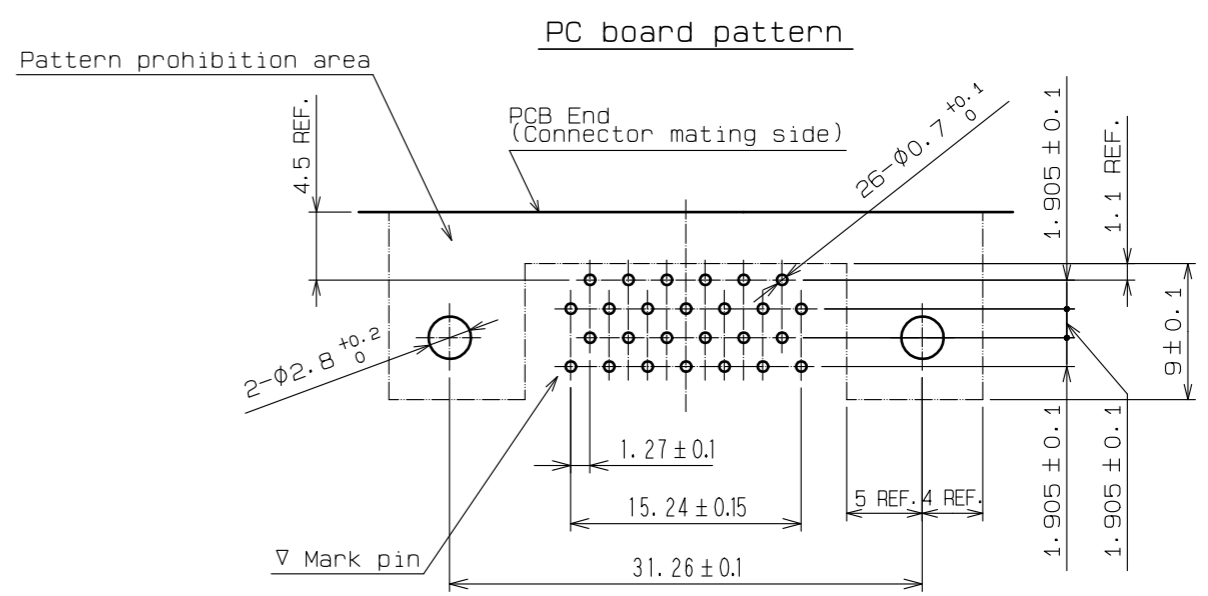 PC board pattern
Pattern prohibition area
PCB End
(Connector mating side)
4.5 REF.
26-Ø0.7 +0.1 0
1.905 ± 0.1
1.1 REF.
9 ± 0.1
2-Ø2.8 +0.2 0
1.27 ± 0.1
15.24 ± 0.15
5 REF.
4 REF.
1.905 ± 0.1
1.905 ± 0.1
∇ Mark pin
31.26 ± 0.1